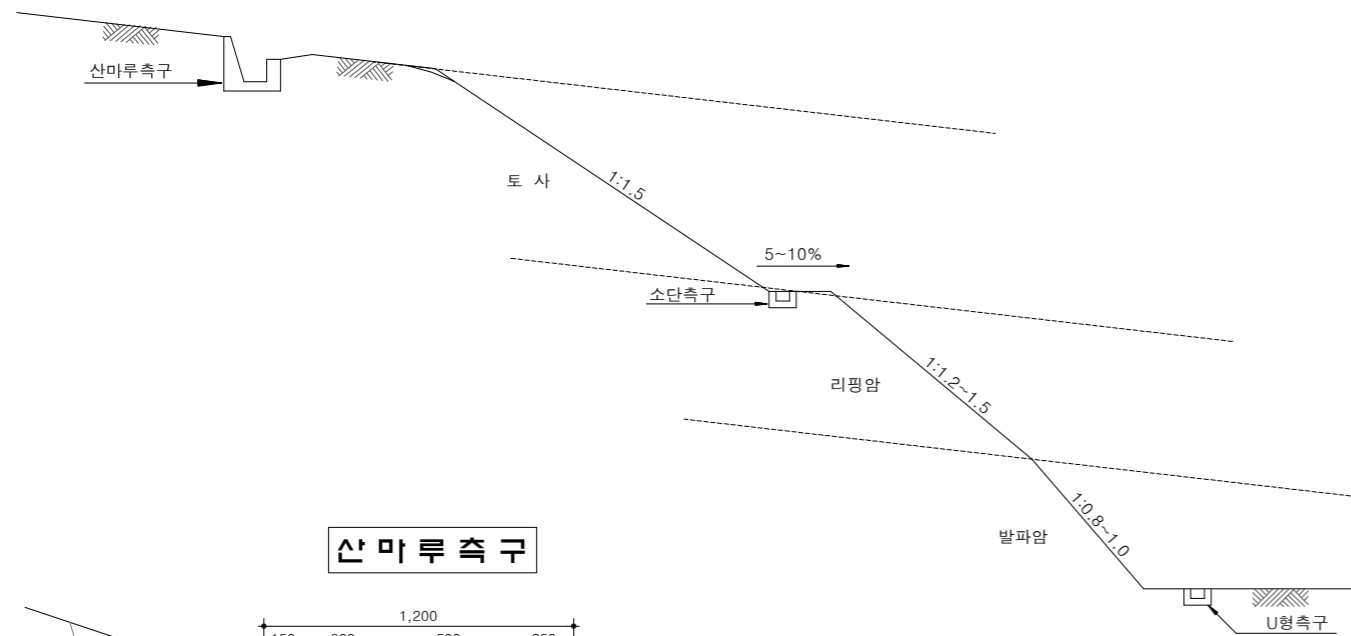 산마루측구
토 사
1:1.5
5~10%
소단측구
리핑암
1:1.2~1.5
발파암
1:0.8~1.0
U형측구
산 마 루 측 구
1,200